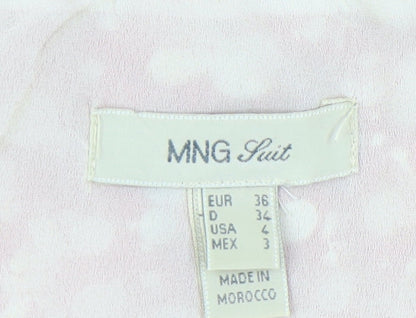 MNG Suit
EUR 36
D 34
USA 4
MEX 3
MADE IN
MOROCCO